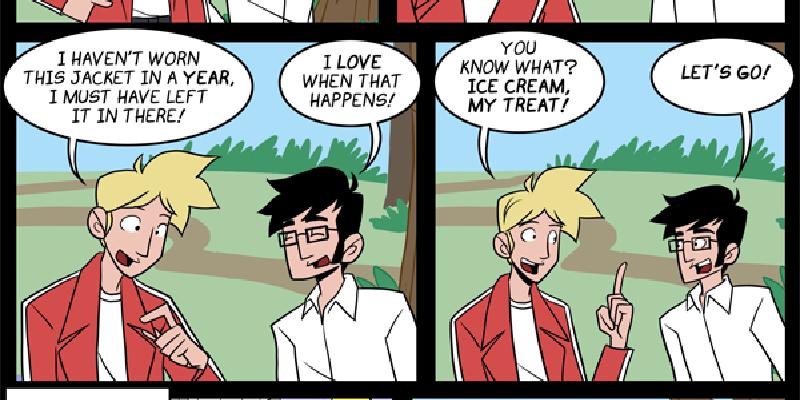 I HAVEN'T WORN
THIS JACKET IN A YEAR,
I MUST HAVE LEFT
IT IN THERE!
I LOVE
WHEN THAT
HAPPENS!
YOU
KNOW WHAT?
ICE CREAM,
MY TREAT!
LET'S GO!